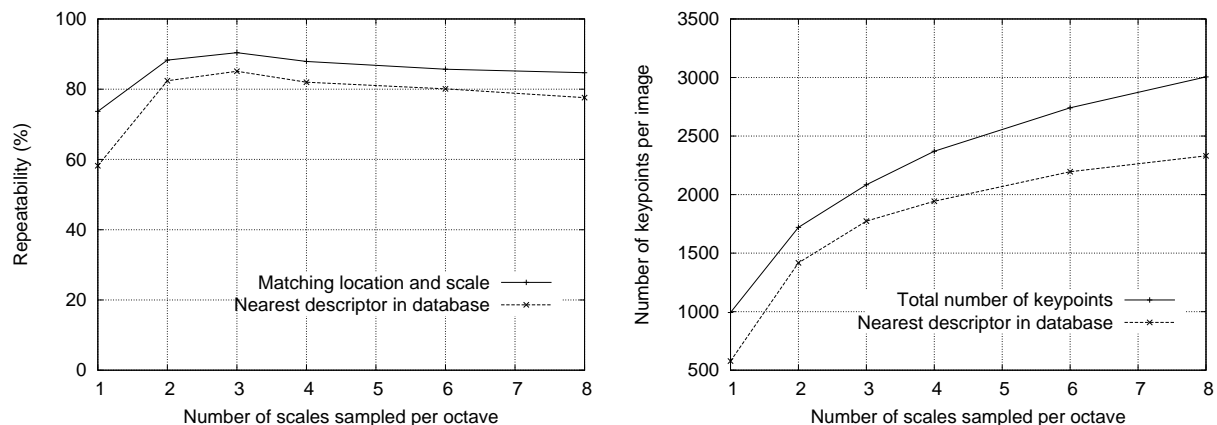 100
80
60
40
20
0
Repeatability (%)
Matching location and scale
Nearest descriptor in database
1 2 3 4 5 6 7 8
Number of scales sampled per octave
3500
3000
2500
2000
1500
1000
500
Number of keypoints per image
Total number of keypoints
Nearest descriptor in database
1 2 3 4 5 6 7 8
Number of scales sampled per octave